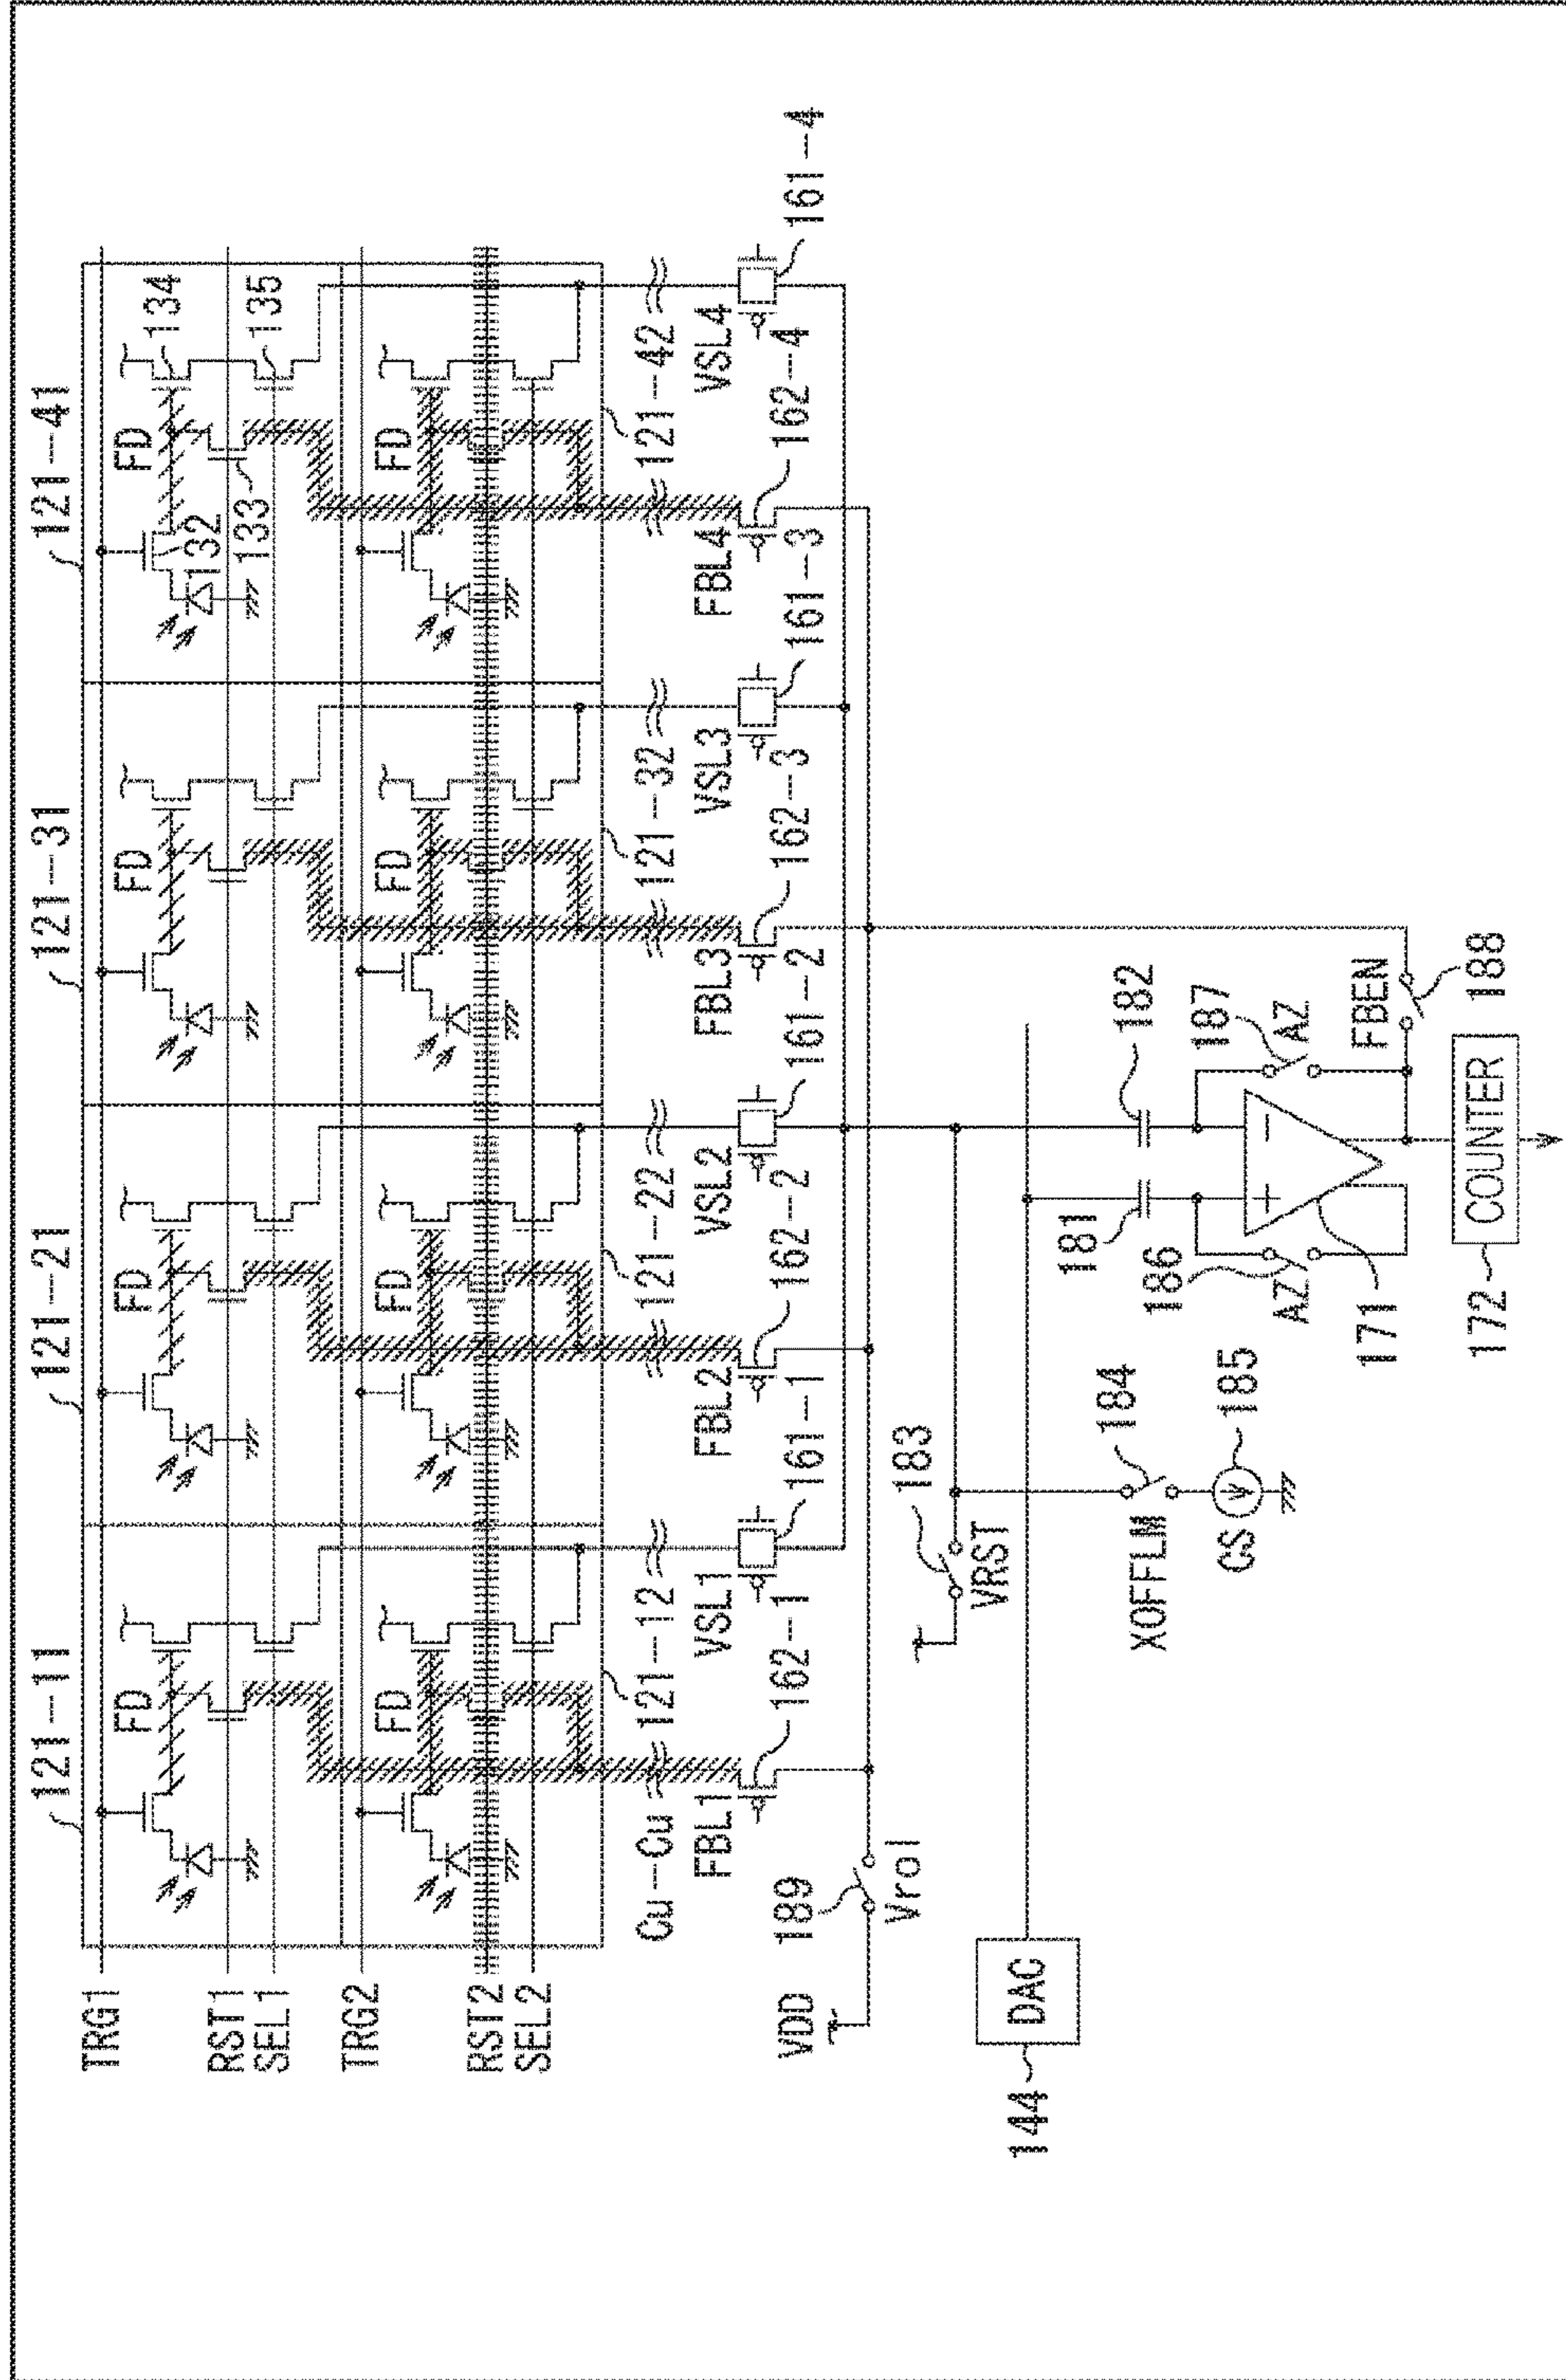 121-11
121-21
121-31
121-41
TRG1
FD
FD
FD
FD
134
132
133
135
RST1
SEL1
TRG2
FD
FD
FD
FD
RST2
SEL2
Cu-Cu
121-12
121-22
121-32
121-42
FBL1
VSL1
FBL2
VSL2
FBL3
VSL3
FBL4
VSL4
162-1
161-1
162-2
161-2
162-3
161-3
162-4
161-4
VDD
189
Vrol
183
VRST
144
DAC
XOFFLM
184
181
182
CS
185
186
AZ
187
AZ
+
-
171
FBEN
188
172
COUNTER